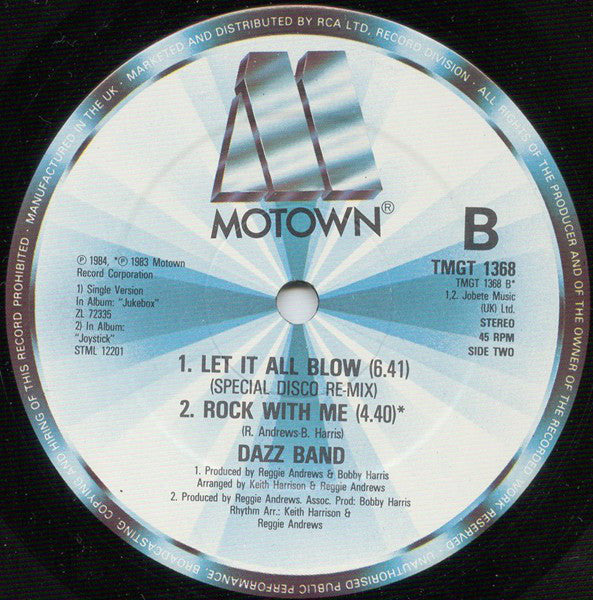 MANUFACTURED IN THE UK · MARKETED AND DISTRIBUTED BY RCA LTD, RECORD DIVISION · ALL RIGHTS OF THE PRODUCER AND OF THE OWNER OF THE RECORDED WORK RESERVED · UNAUTHORISED PUBLIC PERFORMANCE, BROADCASTING, COPYING AND HIRING OF THIS RECORD PROHIBITED ·
M
MOTOWN®
B
TMGT 1368
TMGT 1368 B*
1,2. Jobete Music
(UK) Ltd.
STEREO
45 RPM
SIDE TWO
℗ 1984, *℗ 1983 Motown
Record Corporation
1) Single Version
In Album: "Jukebox"
ZL 72335
2) In Album:
"Joystick"
STML 12201
1. LET IT ALL BLOW (6.41)
(SPECIAL DISCO RE-MIX)
2. ROCK WITH ME (4.40)*
(R. Andrews-B. Harris)
DAZZ BAND
1. Produced by Reggie Andrews & Bobby Harris
Arranged by Keith Harrison & Reggie Andrews
2. Produced by Reggie Andrews. Assoc. Prod: Bobby Harris
Rhythm Arr.: Keith Harrison &
Reggie Andrews